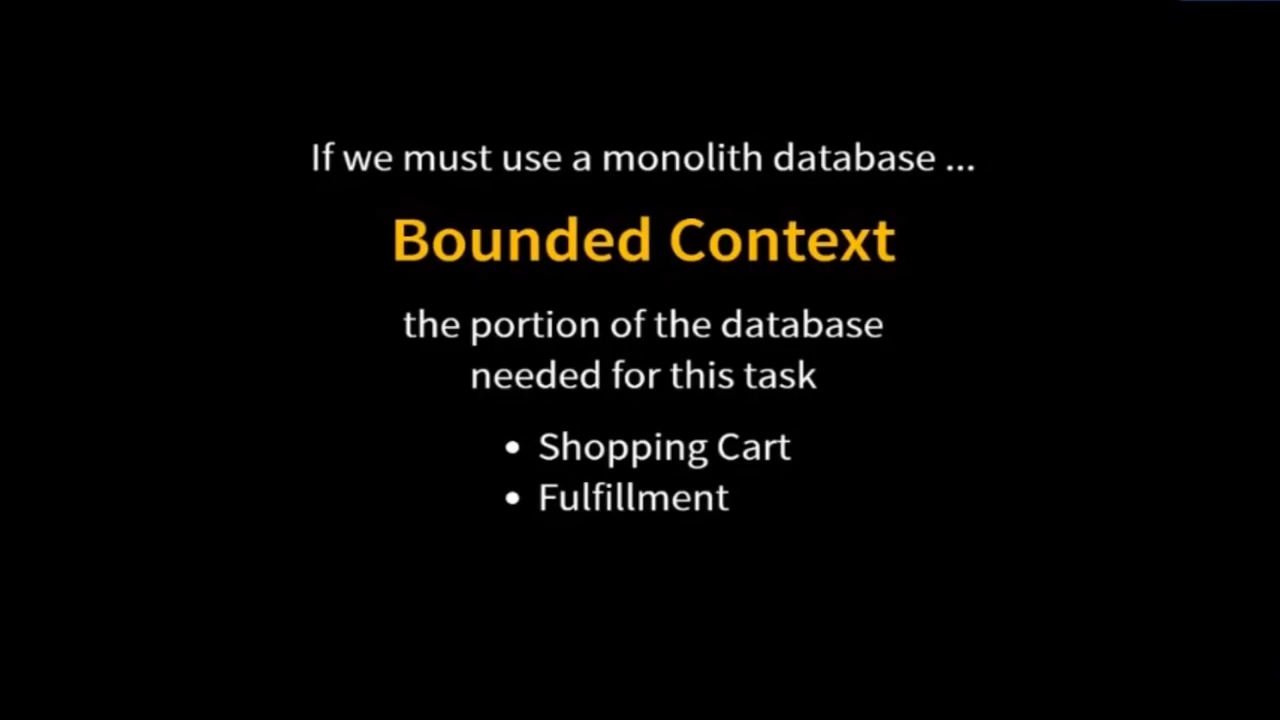 If we must use a monolith database ...
Bounded Context
the portion of the database
needed for this task
• Shopping Cart
• Fulfillment